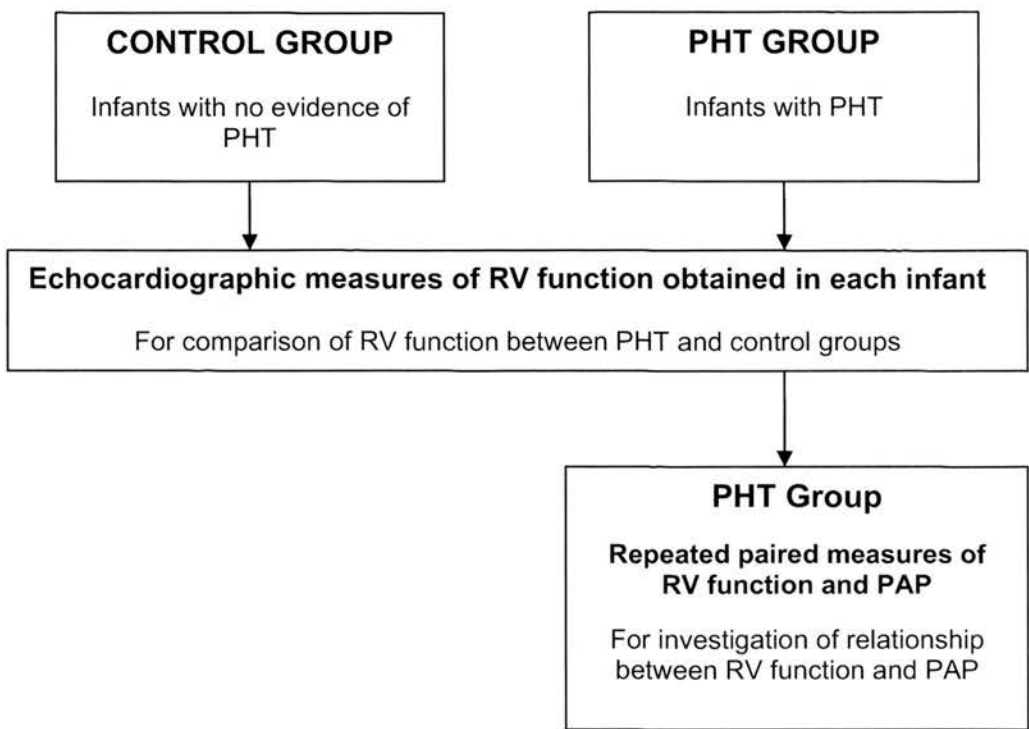 CONTROL GROUP
Infants with no evidence of
PHT
PHT GROUP
Infants with PHT
Echocardiographic measures of RV function obtained in each infant
For comparison of RV function between PHT and control groups
PHT Group
Repeated paired measures of
RV function and PAP
For investigation of relationship
between RV function and PAP